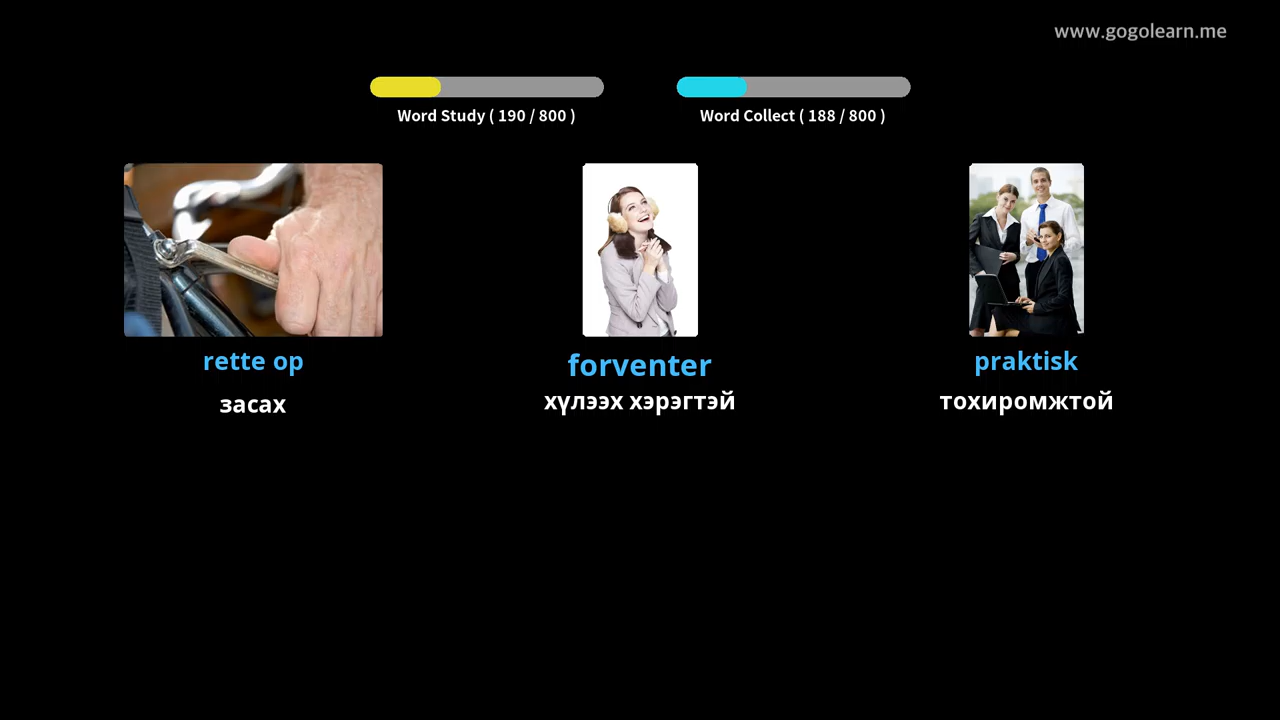 www.gogolearn.me
Word Study ( 190 / 800 )
Word Collect ( 188 / 800 )
rette op
forventer
praktisk
засах
хүлээх хэрэгтэй
тохиромжтой